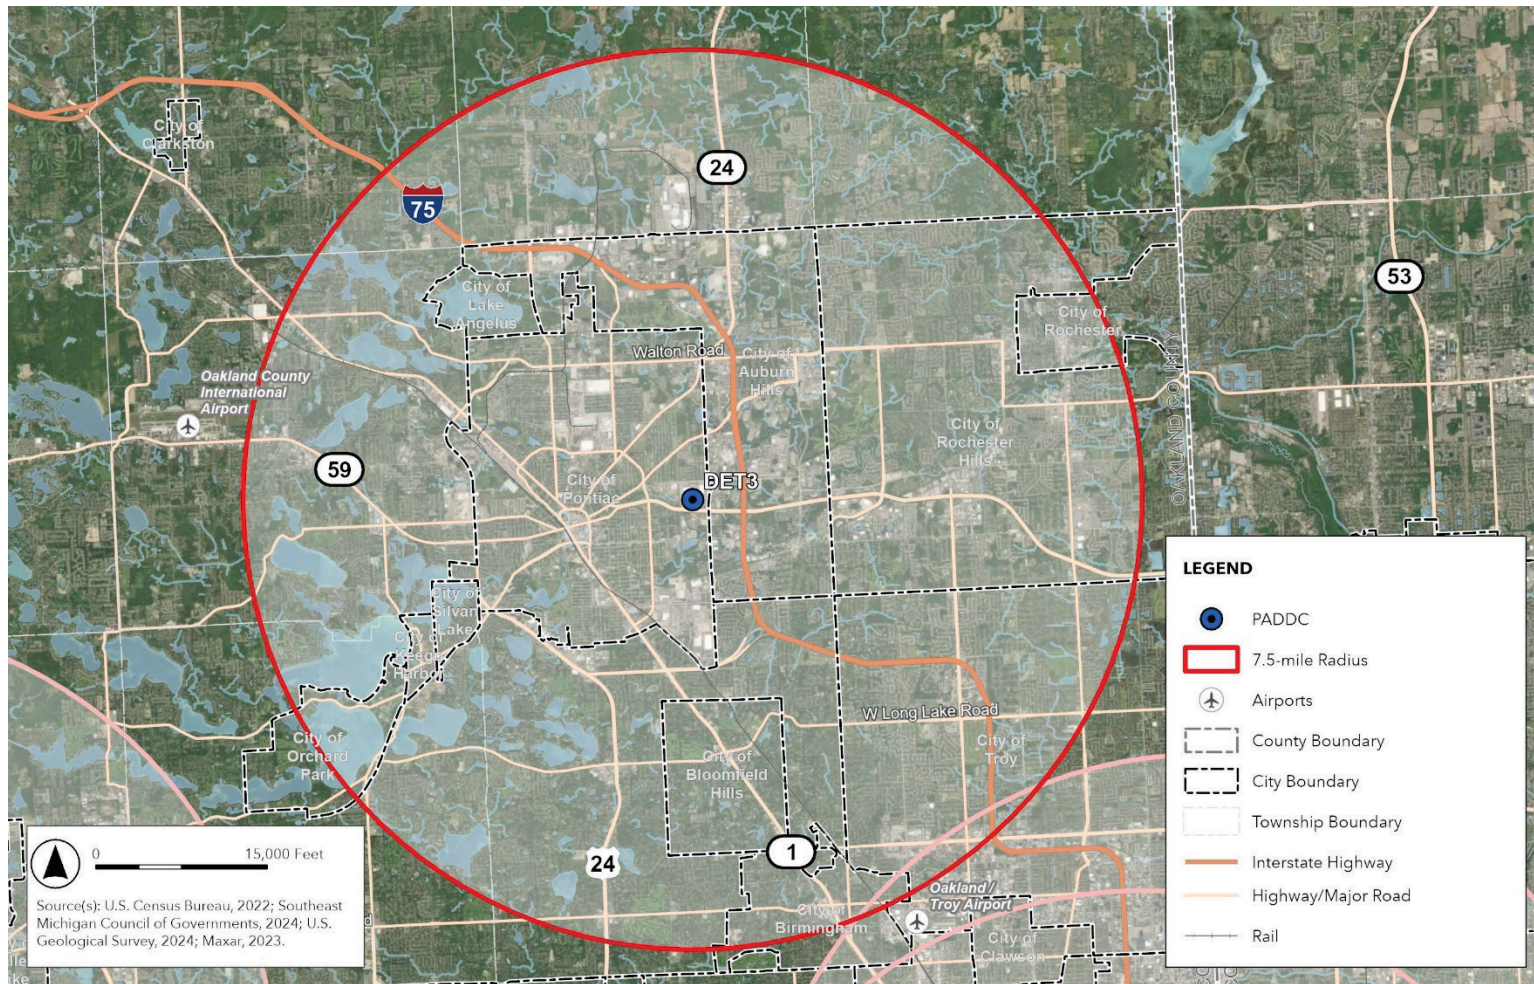 City of
Clarkston
24
75
53
City of
Lake
Angelus
City of
Rochester
Walton Road
City of
Auburn
Hills
Oakland County
International
Airport
OAKLAND COUNTY
City of
Rochester
Hills
59
City of
Pontiac
DET3
City of
Silvan
Lake
City of
Keego
Harbor
W Long Lake Road
City of
Orchard
Park
City of
Troy
City of
Bloomfield
Hills
1
24
Oakland /
Troy Airport
City of
Birmingham
City of
Clawson
LEGEND
PADDC
7.5-mile Radius
Airports
County Boundary
City Boundary
Township Boundary
Interstate Highway
Highway/Major Road
Rail
0 15,000 Feet
Source(s): U.S. Census Bureau, 2022; Southeast
Michigan Council of Governments, 2024; U.S.
Geological Survey, 2024; Maxar, 2023.